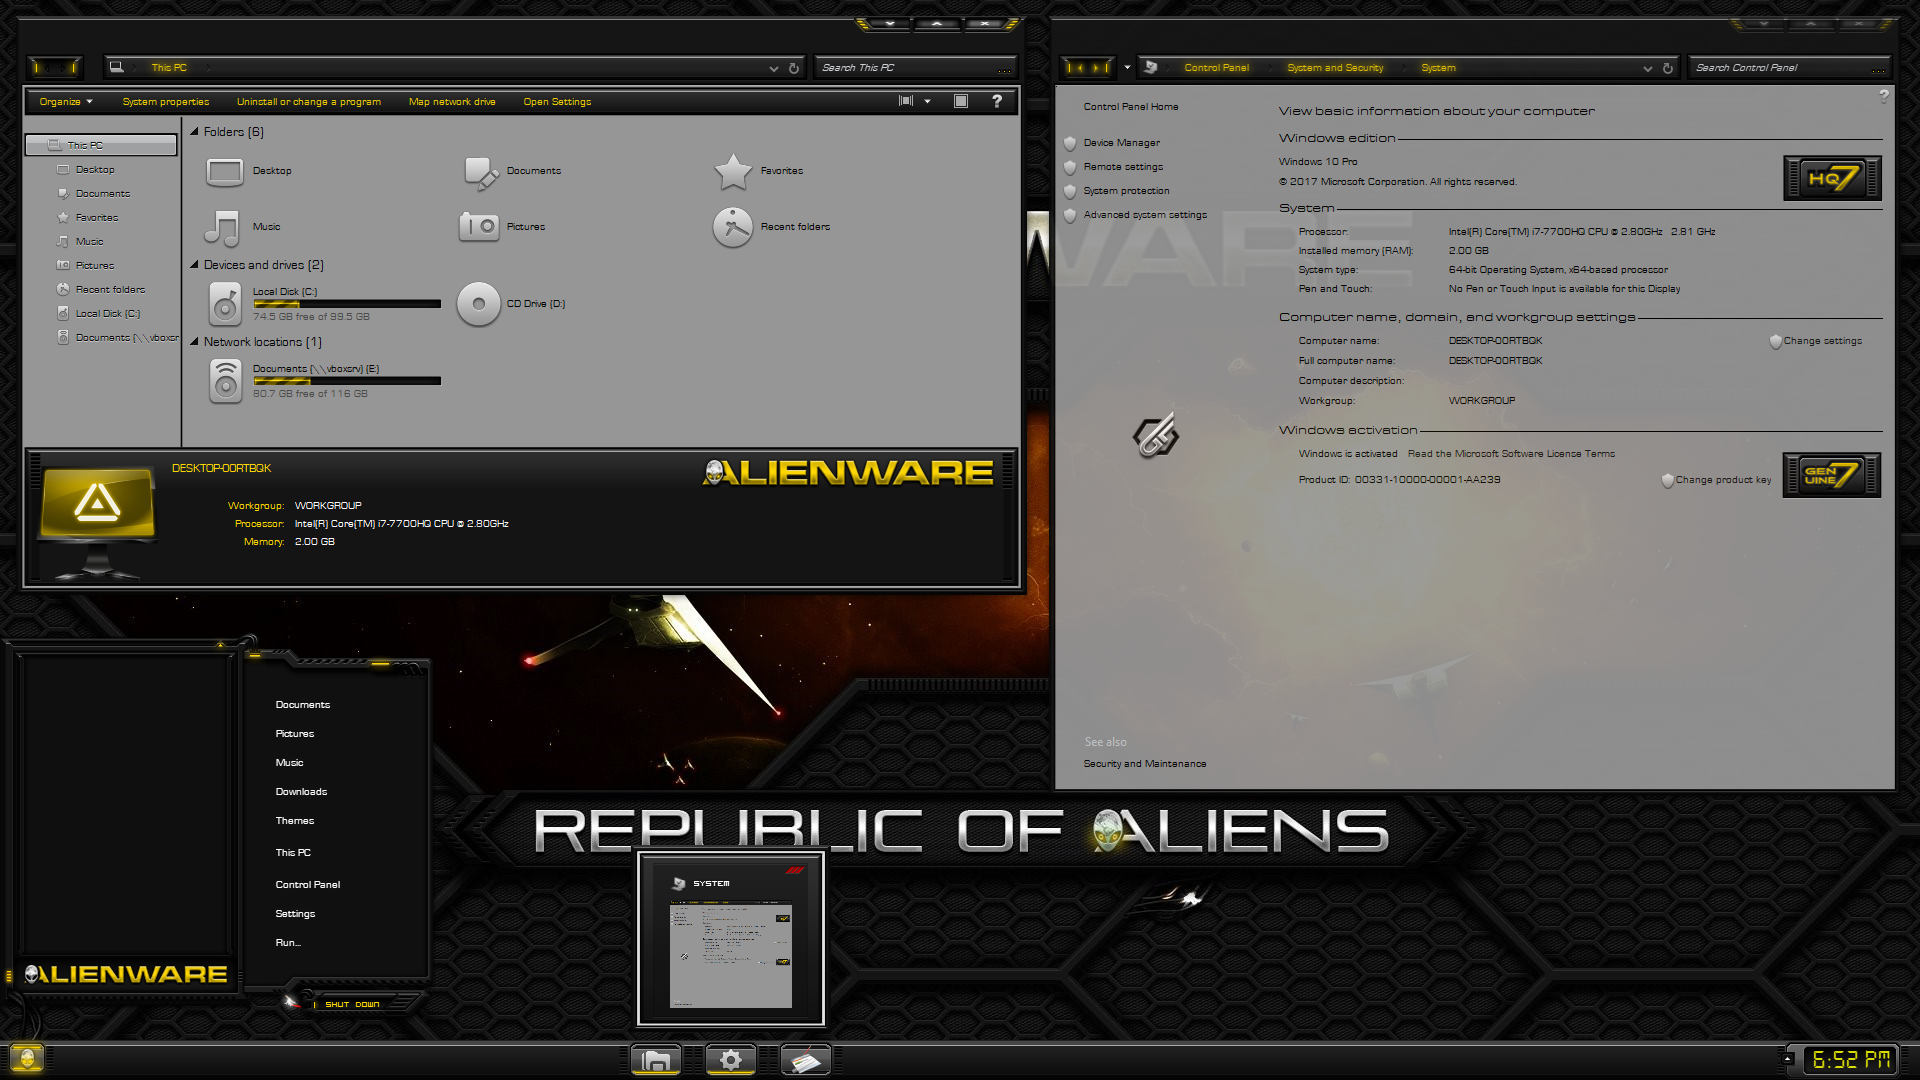 This PC
Search This PC
...
Organize
System properties
Uninstall or change a program
Map network drive
Open Settings
?
This PC
Desktop
Documents
Favorites
Music
Pictures
Recent folders
Local Disk (C:)
Documents (\\vboxsr
Folders (6)
Desktop
Documents
Favorites
Music
Pictures
Recent folders
Devices and drives (2)
Local Disk (C:)
74.5 GB free of 99.5 GB
CD Drive (D:)
Network locations (1)
Documents (\\vboxsrv) (E:)
80.7 GB free of 116 GB
DESKTOP-OORTBQK
ALIENWARE
Workgroup: WORKGROUP
Processor: Intel(R) Core(TM) i7-7700HQ CPU @ 2.80GHz
Memory: 2.00 GB
Control Panel
System and Security
System
Search Control Panel
...
?
Control Panel Home
Device Manager
Remote settings
System protection
Advanced system settings
WARE
View basic information about your computer
Windows edition
Windows 10 Pro
© 2017 Microsoft Corporation. All rights reserved.
HQ7
System
Processor: Intel(R) Core(TM) i7-7700HQ CPU @ 2.80GHz 2.81 GHz
Installed memory (RAM): 2.00 GB
System type: 64-bit Operating System, x64-based processor
Pen and Touch: No Pen or Touch Input is available for this Display
Computer name, domain, and workgroup settings
Computer name: DESKTOP-OORTBQK
Change settings
Full computer name: DESKTOP-OORTBQK
Computer description:
Workgroup: WORKGROUP
Windows activation
Windows is activated Read the Microsoft Software License Terms
Product ID: 00331-10000-00001-AA239
Change product key
GEN
UINE 7
See also
Security and Maintenance
Documents
Pictures
Music
Downloads
Themes
This PC
Control Panel
Settings
Run...
ALIENWARE
SHUT DOWN
REPUBLIC OF ALIENS
SYSTEM
6:52 PM